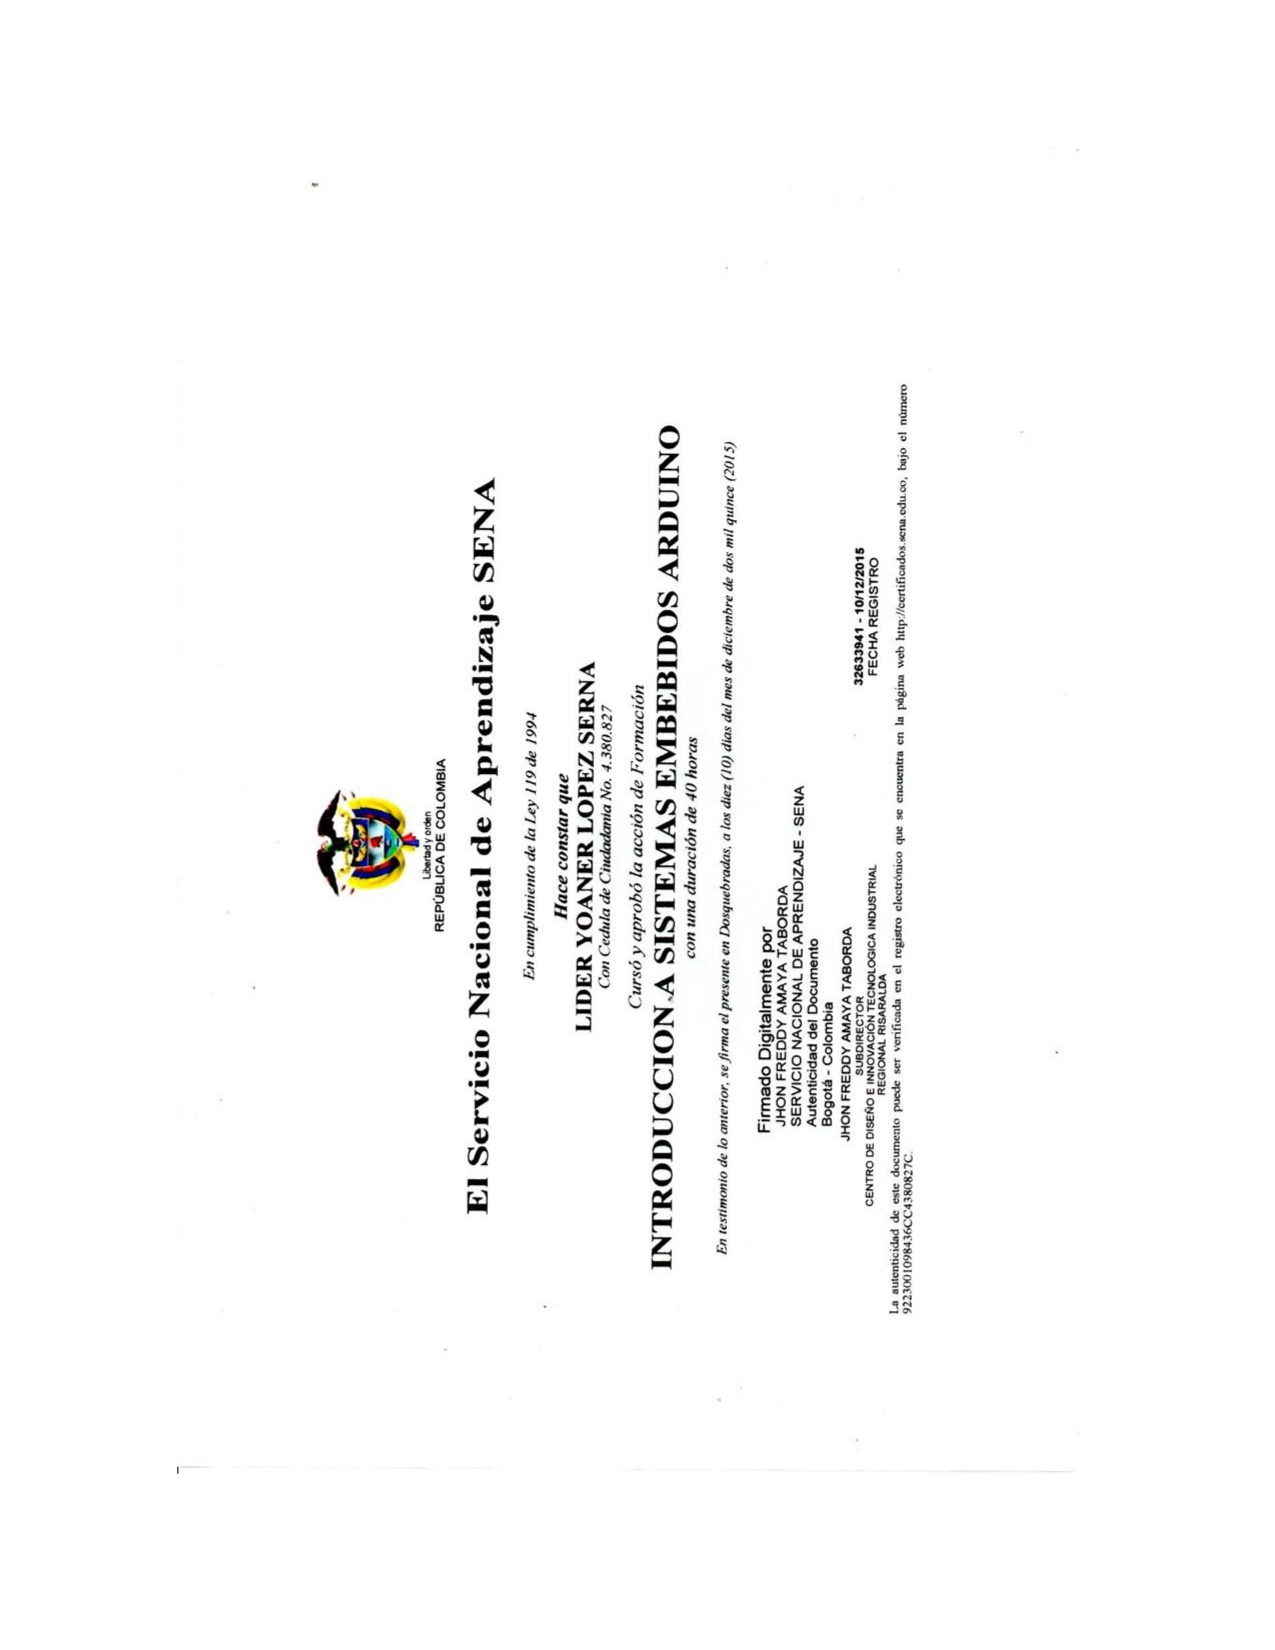 Libertad y orden
REPÚBLICA DE COLOMBIA
El Servicio Nacional de Aprendizaje SENA
En cumplimiento de la Ley 119 de 1994
Hace constar que
LIDER YOANER LOPEZ SERNA
Con Cedula de Ciudadania No. 4.380.827
Cursó y aprobó la acción de Formación
INTRODUCCION A SISTEMAS EMBEBIDOS ARDUINO
con una duración de 40 horas
En testimonio de lo anterior, se firma el presente en Dosquebradas, a los diez (10) días del mes de diciembre de dos mil quince (2015)
Firmado Digitalmente por
JHON FREDDY AMAYA TABORDA
SERVICIO NACIONAL DE APRENDIZAJE - SENA
Autenticidad del Documento
Bogotá - Colombia
JHON FREDDY AMAYA TABORDA
SUBDIRECTOR
CENTRO DE DISEÑO E INNOVACIÓN TECNOLOGICA INDUSTRIAL
REGIONAL RISARALDA
32633941 - 10/12/2015
FECHA REGISTRO
La autenticidad de este documento puede ser verificada en el registro electrónico que se encuentra en la página web http://certificados.sena.edu.co, bajo el número
9223001098436CC4380827C.